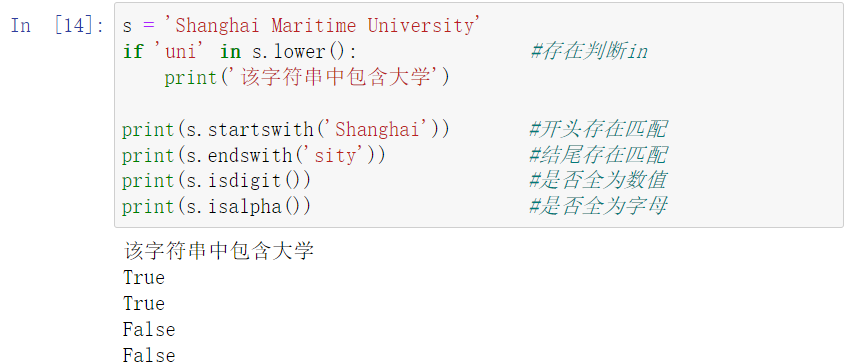 In [14]: s = 'Shanghai Maritime University'
if 'uni' in s.lower(): #存在判断in
    print('该字符串中包含大学')
print(s.startswith('Shanghai')) #开头存在匹配
print(s.endswith('sity')) #结尾存在匹配
print(s.isdigit()) #是否全为数值
print(s.isalpha()) #是否全为字母
该字符串中包含大学
True
True
False
False